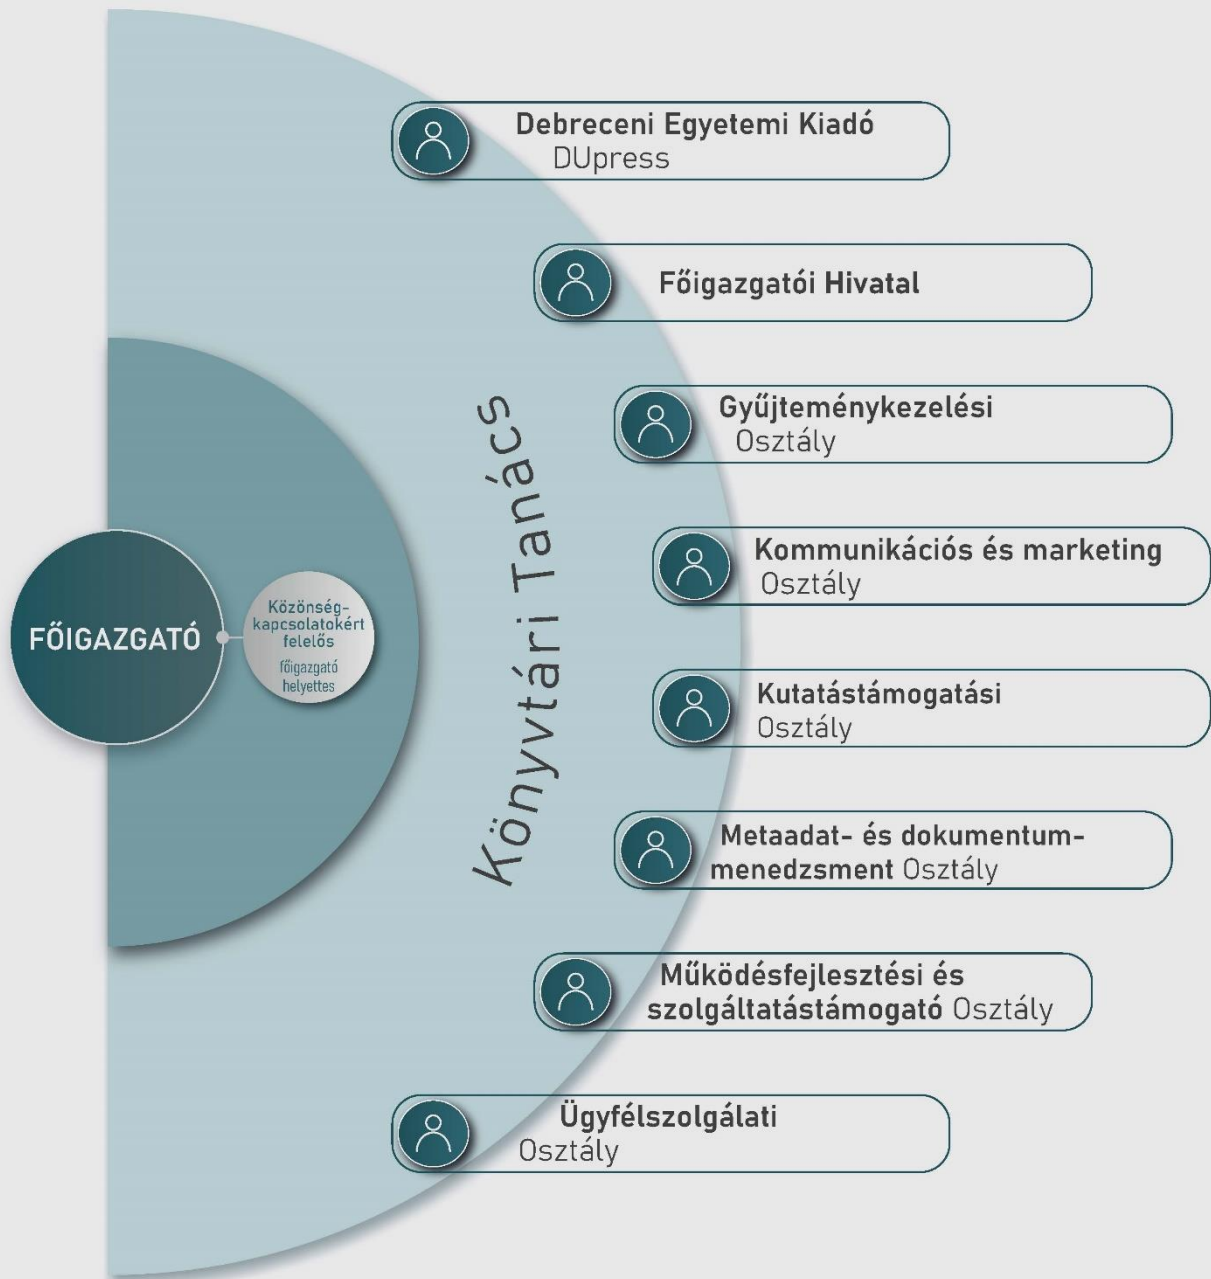 Debreceni Egyetemi Kiadó
DUpress
Főigazgatói Hivatal
Gyűjteménykezelési
Osztály
Kommunikációs és marketing
Osztály
Kutatástámogatási
Osztály
Metaadat- és dokumentum-
menedzsment Osztály
Működésfejlesztési és
szolgáltatástámogató Osztály
Ügyfélszolgálati
Osztály
Könyvtári Tanács
FŐIGAZGATÓ
Közönség-
kapcsolatokért
felelős
főigazgató
helyettes